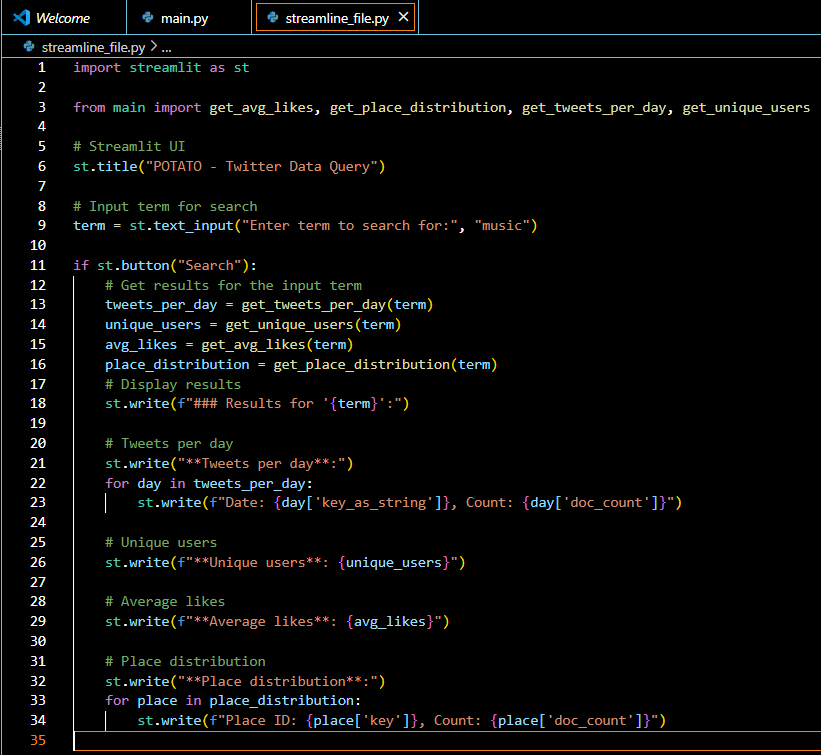 Welcome main.py streamline_file.py
streamline_file.py > ...
1 import streamlit as st
2
3 from main import get_avg_likes, get_place_distribution, get_tweets_per_day, get_unique_users
4
5 # Streamlit UI
6 st.title("POTATO - Twitter Data Query")
7
8 # Input term for search
9 term = st.text_input("Enter term to search for:", "music")
10
11 if st.button("Search"):
12     # Get results for the input term
13     tweets_per_day = get_tweets_per_day(term)
14     unique_users = get_unique_users(term)
15     avg_likes = get_avg_likes(term)
16     place_distribution = get_place_distribution(term)
17     # Display results
18     st.write(f"### Results for '{term}':")
19
20     # Tweets per day
21     st.write("**Tweets per day**:")
22     for day in tweets_per_day:
23         st.write(f"Date: {day['key_as_string']}, Count: {day['doc_count']}")
24
25     # Unique users
26     st.write(f"**Unique users**: {unique_users}")
27
28     # Average likes
29     st.write(f"**Average likes**: {avg_likes}")
30
31     # Place distribution
32     st.write("**Place distribution**:")
33     for place in place_distribution:
34         st.write(f"Place ID: {place['key']}, Count: {place['doc_count']}")
35